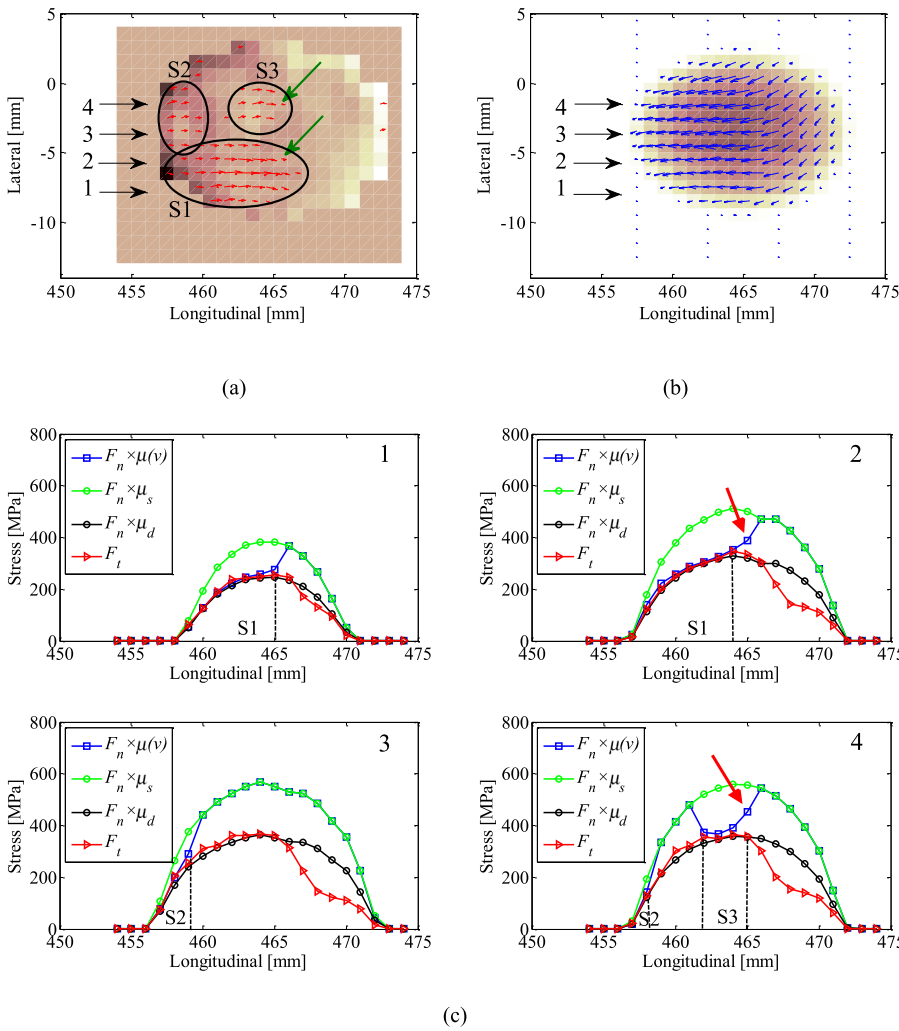 5
0
-5
-10
Lateral [mm]
4
3
2
1
S2
S3
S1
450 455 460 465 470 475
Longitudinal [mm]
(a)
5
0
-5
-10
Lateral [mm]
4
3
2
1
450 455 460 465 470 475
Longitudinal [mm]
(b)
800
600
400
200
0
Stress [MPa]
F_n×μ(v)
F_n×μ_s
F_n×μ_d
F_t
1
S1
450 455 460 465 470 475
Longitudinal [mm]
800
600
400
200
0
Stress [MPa]
F_n×μ(v)
F_n×μ_s
F_n×μ_d
F_t
2
S1
450 455 460 465 470 475
Longitudinal [mm]
800
600
400
200
0
Stress [MPa]
F_n×μ(v)
F_n×μ_s
F_n×μ_d
F_t
3
S2
450 455 460 465 470 475
Longitudinal [mm]
800
600
400
200
0
Stress [MPa]
F_n×μ(v)
F_n×μ_s
F_n×μ_d
F_t
4
S2
S3
450 455 460 465 470 475
Longitudinal [mm]
(c)